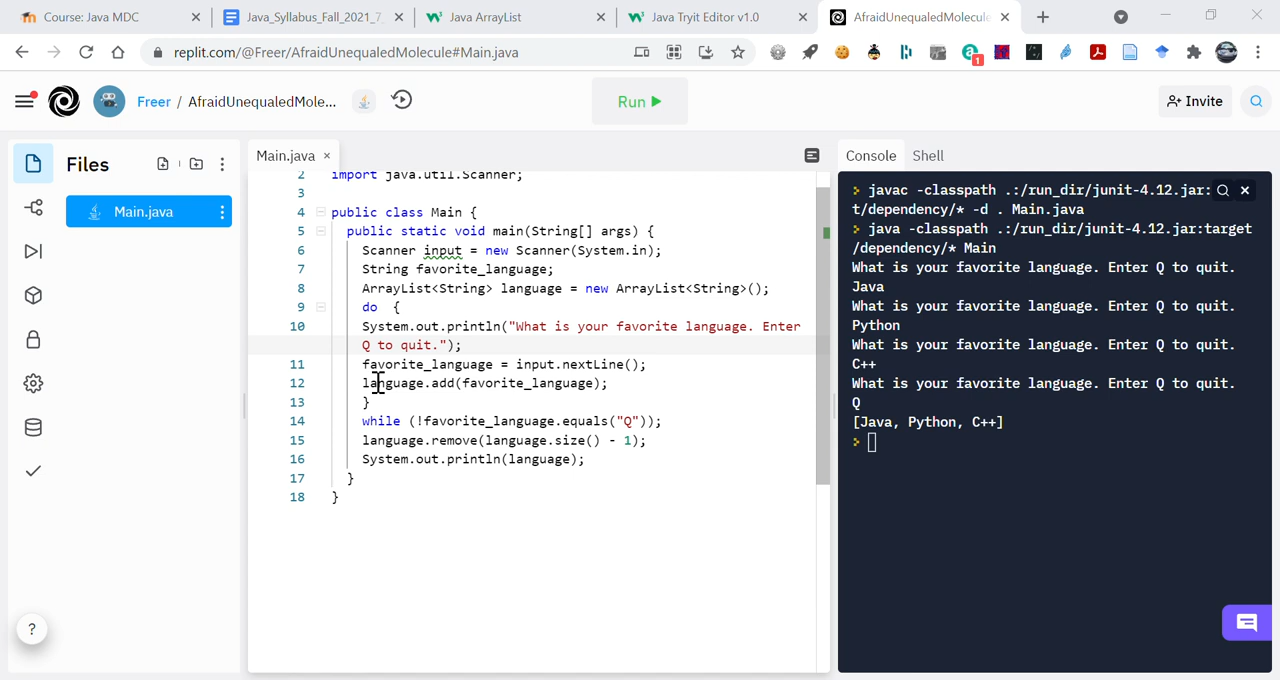 Course: Java MDC
Java_Syllabus_Fall_2021_7
Java ArrayList
Java Tryit Editor v1.0
AfraidUnequaledMolecule
replit.com/@Freer/AfraidUnequaledMolecule#Main.java
1
Freer / AfraidUnequaledMole...
Run
Invite
Files
Main.java
Main.java
Console
Shell
2 import java.util.Scanner;
3
4 public class Main {
5 public static void main(String[] args) {
6 Scanner input = new Scanner(System.in);
7 String favorite_language;
8 ArrayList<String> language = new ArrayList<String>();
9 do {
10 System.out.println("What is your favorite language. Enter
Q to quit.");
11 favorite_language = input.nextLine();
12 language.add(favorite_language);
13 }
14 while (!favorite_language.equals("Q"));
15 language.remove(language.size() - 1);
16 System.out.println(language);
17 }
18 }
> javac -classpath .:/run_dir/junit-4.12.jar:
t/dependency/* -d . Main.java
> java -classpath .:/run_dir/junit-4.12.jar:target
/dependency/* Main
What is your favorite language. Enter Q to quit.
Java
What is your favorite language. Enter Q to quit.
Python
What is your favorite language. Enter Q to quit.
C++
What is your favorite language. Enter Q to quit.
Q
[Java, Python, C++]
>
?